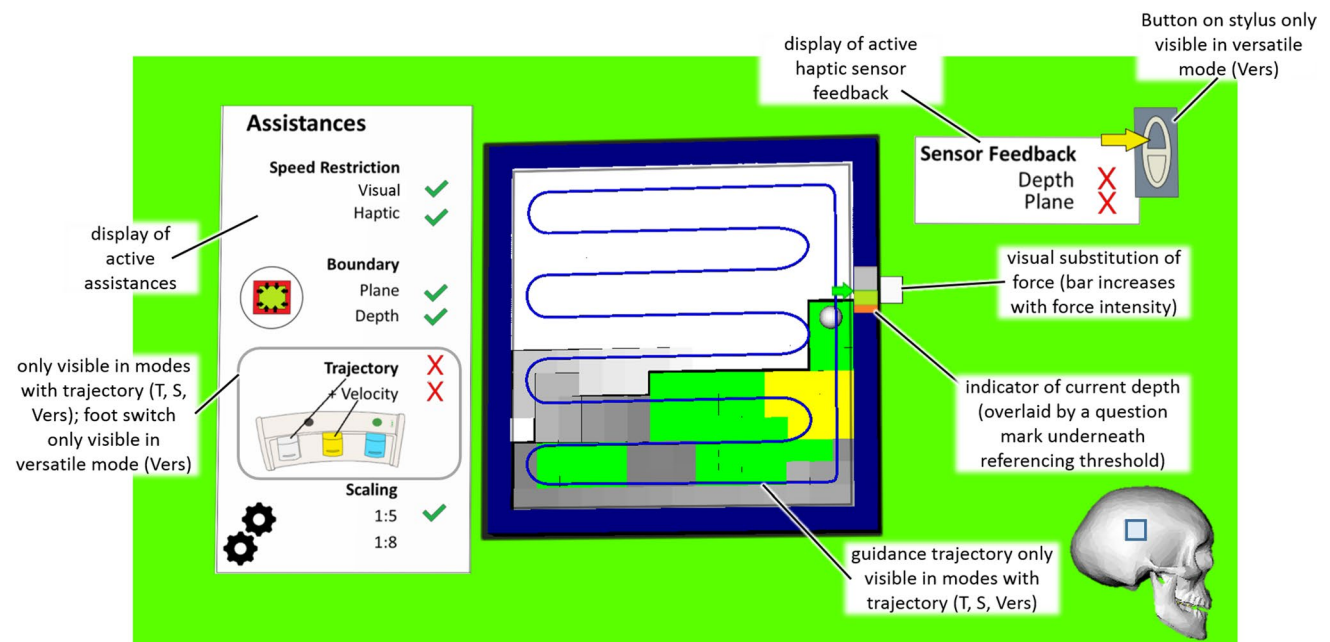 Button on stylus only
visible in versatile
mode (Vers)
display of active
haptic sensor
feedback
Assistances
Speed Restriction
Visual
Haptic
Boundary
Plane
Depth
Trajectory
+ Velocity
Scaling
1:5
1:8
display of
active
assistances
only visible in modes
with trajectory (T, S,
Vers); foot switch
only visible in
versatile mode (Vers)
Sensor Feedback
Depth
Plane
visual substitution of
force (bar increases
with force intensity)
indicator of current depth
(overlaid by a question
mark underneath
referencing threshold)
guidance trajectory only
visible in modes with
trajectory (T, S, Vers)